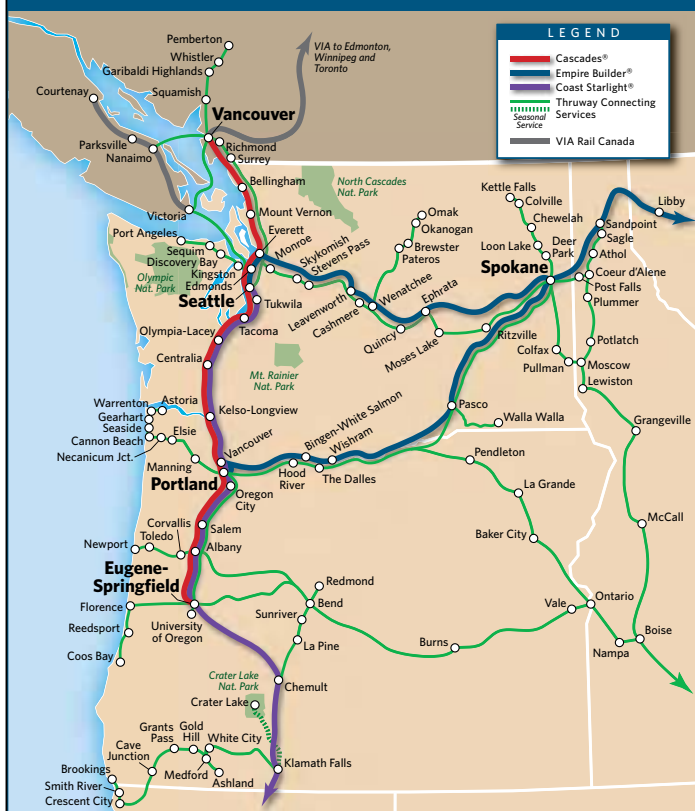 LEGEND
Cascades®
Empire Builder®
Coast Starlight®
Thruway Connecting
Services
Seasonal
Service
VIA Rail Canada
VIA to Edmonton,
Winnipeg and
Toronto
Pemberton
Whistler
Garibaldi Highlands
Squamish
Courtenay
Vancouver
Parksville
Nanaimo
Richmond
Surrey
Bellingham
North Cascades
Nat. Park
Victoria
Mount Vernon
Port Angeles
Everett
Sequim
Discovery Bay
Monroe
Skykomish
Stevens Pass
Olympic
Nat. Park
Kingston
Edmonds
Seattle
Tukwila
Tacoma
Olympia-Lacey
Centralia
Mt. Rainier
Nat. Park
Kelso-Longview
Omak
Okanogan
Brewster
Pateros
Leavenworth
Cashmere
Wenatchee
Quincy
Ephrata
Moses Lake
Ritzville
Kettle Falls
Colville
Chewelah
Loon Lake
Deer
Park
Spokane
Libby
Sandpoint
Sagle
Athol
Coeur d'Alene
Post Falls
Plummer
Colfax
Pullman
Potlatch
Moscow
Lewiston
Grangeville
McCall
Pasco
Walla Walla
Warrenton
Astoria
Gearhart
Seaside
Cannon Beach
Elsie
Necanicum Jct.
Manning
Vancouver
Bingen-White Salmon
Wishram
Hood
River
The Dalles
Portland
Oregon
City
Pendleton
La Grande
Baker City
Corvallis
Toledo
Newport
Salem
Albany
Eugene-
Springfield
Florence
University
of Oregon
Reedsport
Coos Bay
Redmond
Bend
Sunriver
La Pine
Burns
Vale
Ontario
Nampa
Boise
Crater Lake
Nat. Park
Crater Lake
Chemult
Grants
Pass
Gold
Hill
White City
Cave
Junction
Medford
Ashland
Klamath Falls
Brookings
Smith River
Crescent City